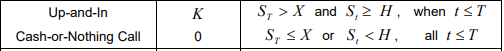 Up-and-In K S_T > X and S_t ≥ H , when t ≤ T
Cash-or-Nothing Call 0 S_T ≤ X or S_t < H , all t ≤ T